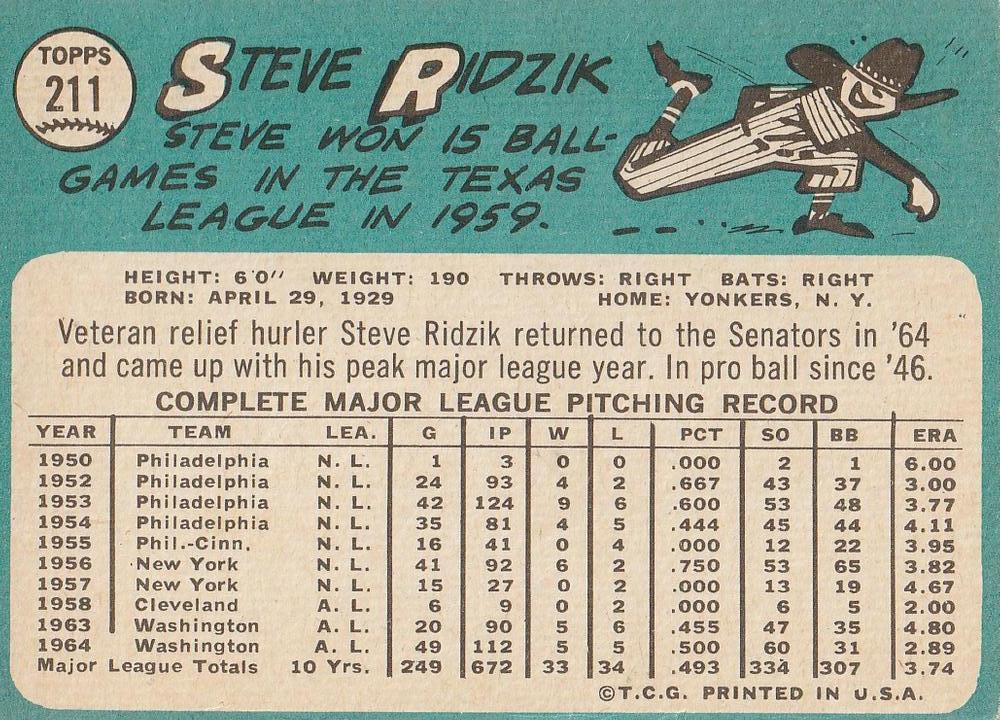 TOPPS
211
STEVE RIDZIK
STEVE WON 15 BALL-
GAMES IN THE TEXAS
LEAGUE IN 1959.
HEIGHT: 6'0" WEIGHT: 190 THROWS: RIGHT BATS: RIGHT
BORN: APRIL 29, 1929 HOME: YONKERS, N. Y.
Veteran relief hurler Steve Ridzik returned to the Senators in '64
and came up with his peak major league year. In pro ball since '46.
COMPLETE MAJOR LEAGUE PITCHING RECORD
YEAR TEAM LEA. G IP W L PCT SO BB ERA
1950 Philadelphia N. L. 1 3 0 0 .000 2 1 6.00
1952 Philadelphia N. L. 24 93 4 2 .667 43 37 3.00
1953 Philadelphia N. L. 42 124 9 6 .600 53 48 3.77
1954 Philadelphia N. L. 35 81 4 5 .444 45 44 4.11
1955 Phil.-Cinn. N. L. 16 41 0 4 .000 12 22 3.95
1956 New York N. L. 41 92 6 2 .750 53 65 3.82
1957 New York N. L. 15 27 0 2 .000 13 19 4.67
1958 Cleveland A. L. 6 9 0 2 .000 6 5 2.00
1963 Washington A. L. 20 90 5 6 .455 47 35 4.80
1964 Washington A. L. 49 112 5 5 .500 60 31 2.89
Major League Totals 10 Yrs. 249 672 33 34 .493 334 307 3.74
©T.C.G. PRINTED IN U.S.A.